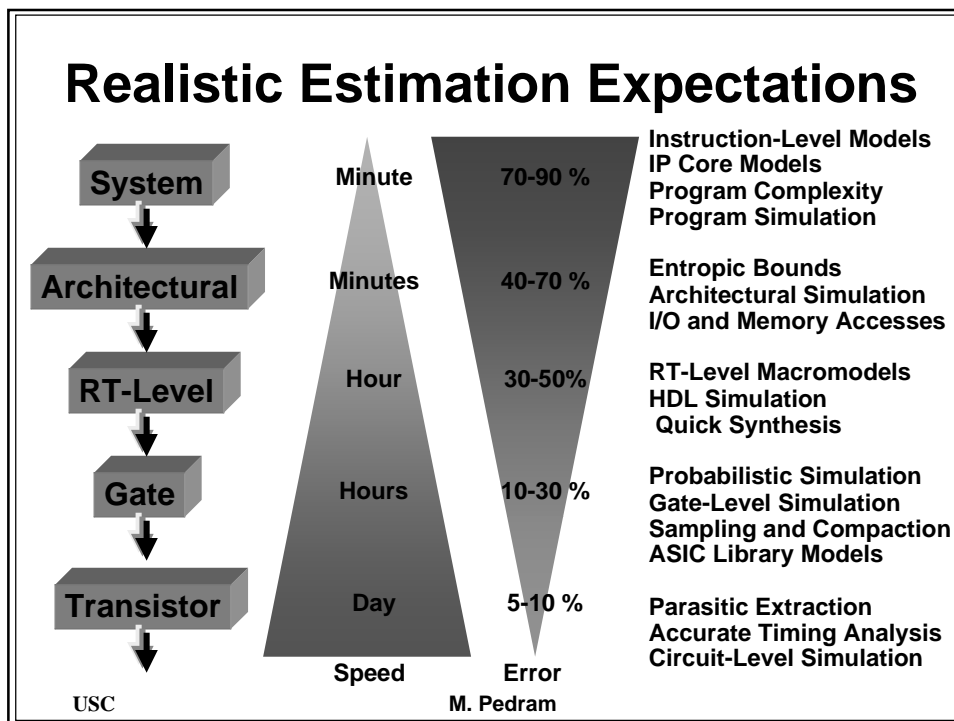 Realistic Estimation Expectations
System
Minute
70-90 %
Instruction-Level Models
IP Core Models
Program Complexity
Program Simulation
Architectural
Minutes
40-70 %
Entropic Bounds
Architectural Simulation
I/O and Memory Accesses
RT-Level
Hour
30-50%
RT-Level Macromodels
HDL Simulation
Quick Synthesis
Gate
Hours
10-30 %
Probabilistic Simulation
Gate-Level Simulation
Sampling and Compaction
ASIC Library Models
Transistor
Day
5-10 %
Parasitic Extraction
Accurate Timing Analysis
Circuit-Level Simulation
Speed
Error
USC
M. Pedram